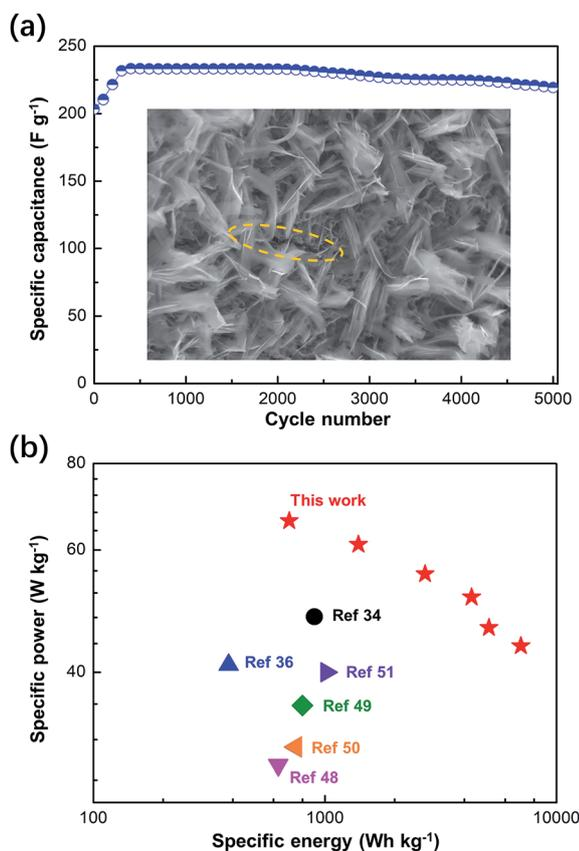 (a)
250
200
150
100
50
0
Specific capacitance (F g⁻¹)
0 1000 2000 3000 4000 5000
Cycle number
(b)
80
60
40
Specific power (W kg⁻¹)
This work
Ref 34
Ref 36
Ref 51
Ref 49
Ref 50
Ref 48
100 1000 10000
Specific energy (Wh kg⁻¹)